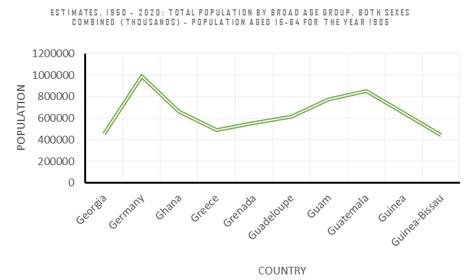 ESTIMATES, 1950 - 2020: TOTAL POPULATION BY BROAD AGE GROUP, BOTH SEXES
COMBINED (THOUSANDS) - POPULATION AGED 15-64 FOR THE YEAR 1985
1200000
1000000
800000
600000
400000
200000
0
POPULATION
Georgia
Germany
Ghana
Greece
Grenada
Guadeloupe
Guam
Guatemala
Guinea
Guinea-Bissau
COUNTRY